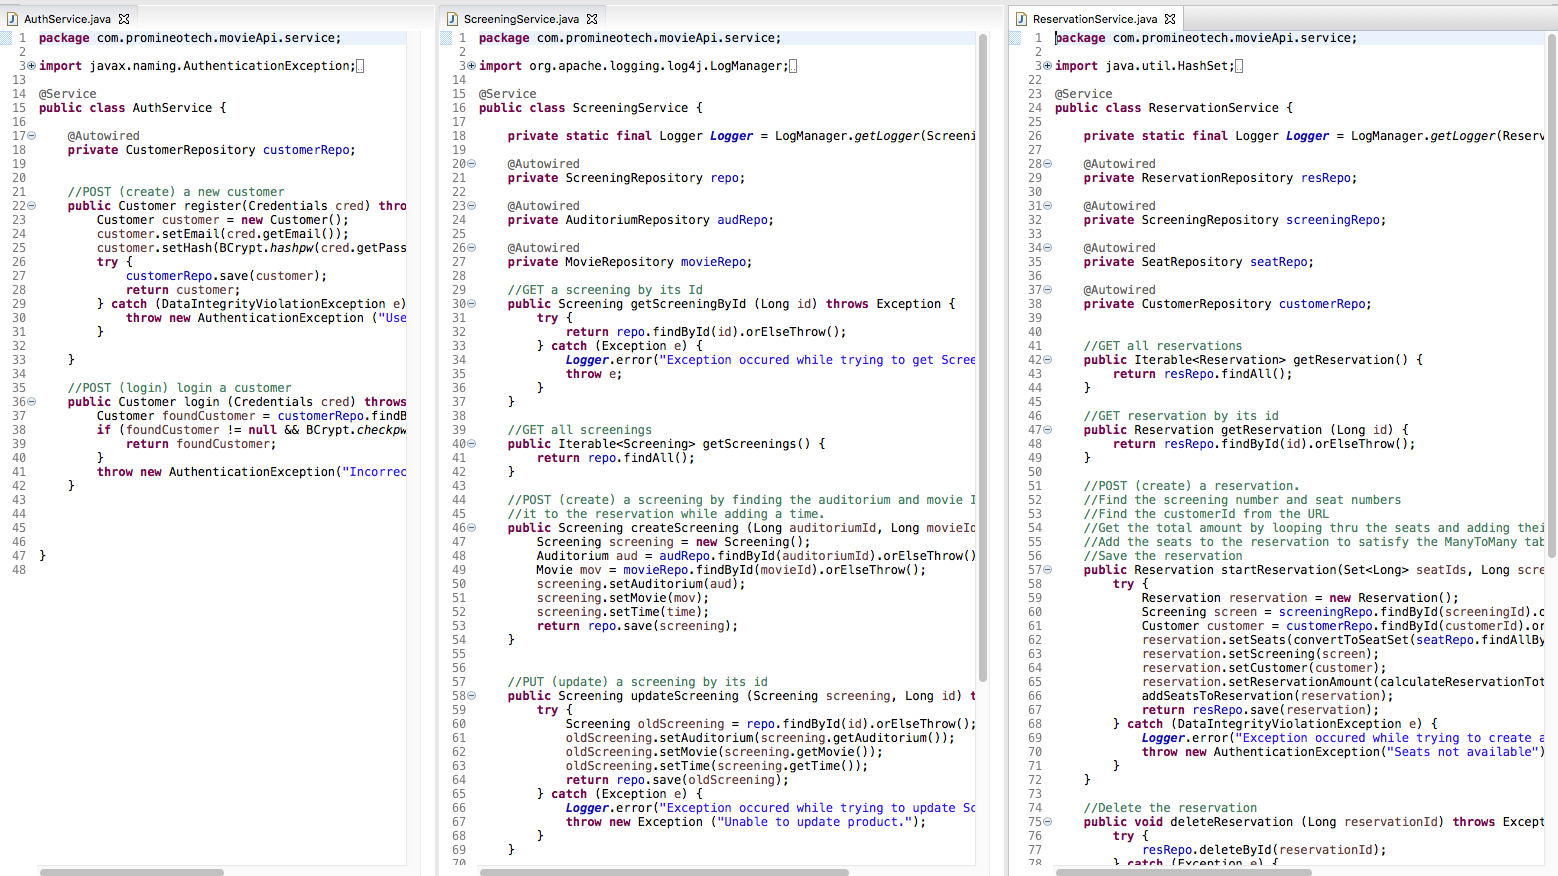 AuthService.java
1 package com.promineotech.movieApi.service;
2
3 import javax.naming.AuthenticationException;
13
14 @Service
15 public class AuthService {
16
17 @Autowired
18 private CustomerRepository customerRepo;
19
20
21 //POST (create) a new customer
22 public Customer register(Credentials cred) thro
23 Customer customer = new Customer();
24 customer.setEmail(cred.getEmail());
25 customer.setHash(BCrypt.hashpw(cred.getPass
26 try {
27 customerRepo.save(customer);
28 return customer;
29 } catch (DataIntegrityViolationException e)
30 throw new AuthenticationException ("Use
31 }
32
33 }
34
35 //POST (login) login a customer
36 public Customer login (Credentials cred) throws
37 Customer foundCustomer = customerRepo.findB
38 if (foundCustomer != null && BCrypt.checkpw
39 return foundCustomer;
40 }
41 throw new AuthenticationException("Incorrec
42 }
43
44
45
46
47 }
48
ScreeningService.java
1 package com.promineotech.movieApi.service;
2
3 import org.apache.logging.log4j.LogManager;
14
15 @Service
16 public class ScreeningService {
17
18 private static final Logger Logger = LogManager.getLogger(Screeni
19
20 @Autowired
21 private ScreeningRepository repo;
22
23 @Autowired
24 private AuditoriumRepository audRepo;
25
26 @Autowired
27 private MovieRepository movieRepo;
28
29 //GET a screening by its Id
30 public Screening getScreeningById (Long id) throws Exception {
31 try {
32 return repo.findById(id).orElseThrow();
33 } catch (Exception e) {
34 Logger.error("Exception occured while trying to get Scree
35 throw e;
36 }
37 }
38
39 //GET all screenings
40 public Iterable<Screening> getScreenings() {
41 return repo.findAll();
42 }
43
44 //POST (create) a screening by finding the auditorium and movie I
45 //it to the reservation while adding a time.
46 public Screening createScreening (Long auditoriumId, Long movieId
47 Screening screening = new Screening();
48 Auditorium aud = audRepo.findById(auditoriumId).orElseThrow()
49 Movie mov = movieRepo.findById(movieId).orElseThrow();
50 screening.setAuditorium(aud);
51 screening.setMovie(mov);
52 screening.setTime(time);
53 return repo.save(screening);
54 }
55
56
57 //PUT (update) a screening by its id
58 public Screening updateScreening (Screening screening, Long id) t
59 try {
60 Screening oldScreening = repo.findById(id).orElseThrow();
61 oldScreening.setAuditorium(screening.getAuditorium());
62 oldScreening.setMovie(screening.getMovie());
63 oldScreening.setTime(screening.getTime());
64 return repo.save(oldScreening);
65 } catch (Exception e) {
66 Logger.error("Exception occured while trying to update Sc
67 throw new Exception ("Unable to update product.");
68 }
69 }
70
ReservationService.java
1 package com.promineotech.movieApi.service;
2
3 import java.util.HashSet;
22
23 @Service
24 public class ReservationService {
25
26 private static final Logger Logger = LogManager.getLogger(Reserv
27
28 @Autowired
29 private ReservationRepository resRepo;
30
31 @Autowired
32 private ScreeningRepository screeningRepo;
33
34 @Autowired
35 private SeatRepository seatRepo;
36
37 @Autowired
38 private CustomerRepository customerRepo;
39
40
41 //GET all reservations
42 public Iterable<Reservation> getReservation() {
43 return resRepo.findAll();
44 }
45
46 //GET reservation by its id
47 public Reservation getReservation (Long id) {
48 return resRepo.findById(id).orElseThrow();
49 }
50
51 //POST (create) a reservation.
52 //Find the screening number and seat numbers
53 //Find the customerId from the URL
54 //Get the total amount by looping thru the seats and adding thei
55 //Add the seats to the reservation to satisfy the ManyToMany tab
56 //Save the reservation
57 public Reservation startReservation(Set<Long> seatIds, Long scre
58 try {
59 Reservation reservation = new Reservation();
60 Screening screen = screeningRepo.findById(screeningId).o
61 Customer customer = customerRepo.findById(customerId).or
62 reservation.setSeats(convertToSeatSet(seatRepo.findAllBy
63 reservation.setScreening(screen);
64 reservation.setCustomer(customer);
65 reservation.setReservationAmount(calculateReservationTot
66 addSeatsToReservation(reservation);
67 return resRepo.save(reservation);
68 } catch (DataIntegrityViolationException e) {
69 Logger.error("Exception occured while trying to create a
70 throw new AuthenticationException("Seats not available")
71 }
72 }
73
74 //Delete the reservation
75 public void deleteReservation (Long reservationId) throws Except
76 try {
77 resRepo.deleteById(reservationId);
78 } catch (Exception e) {